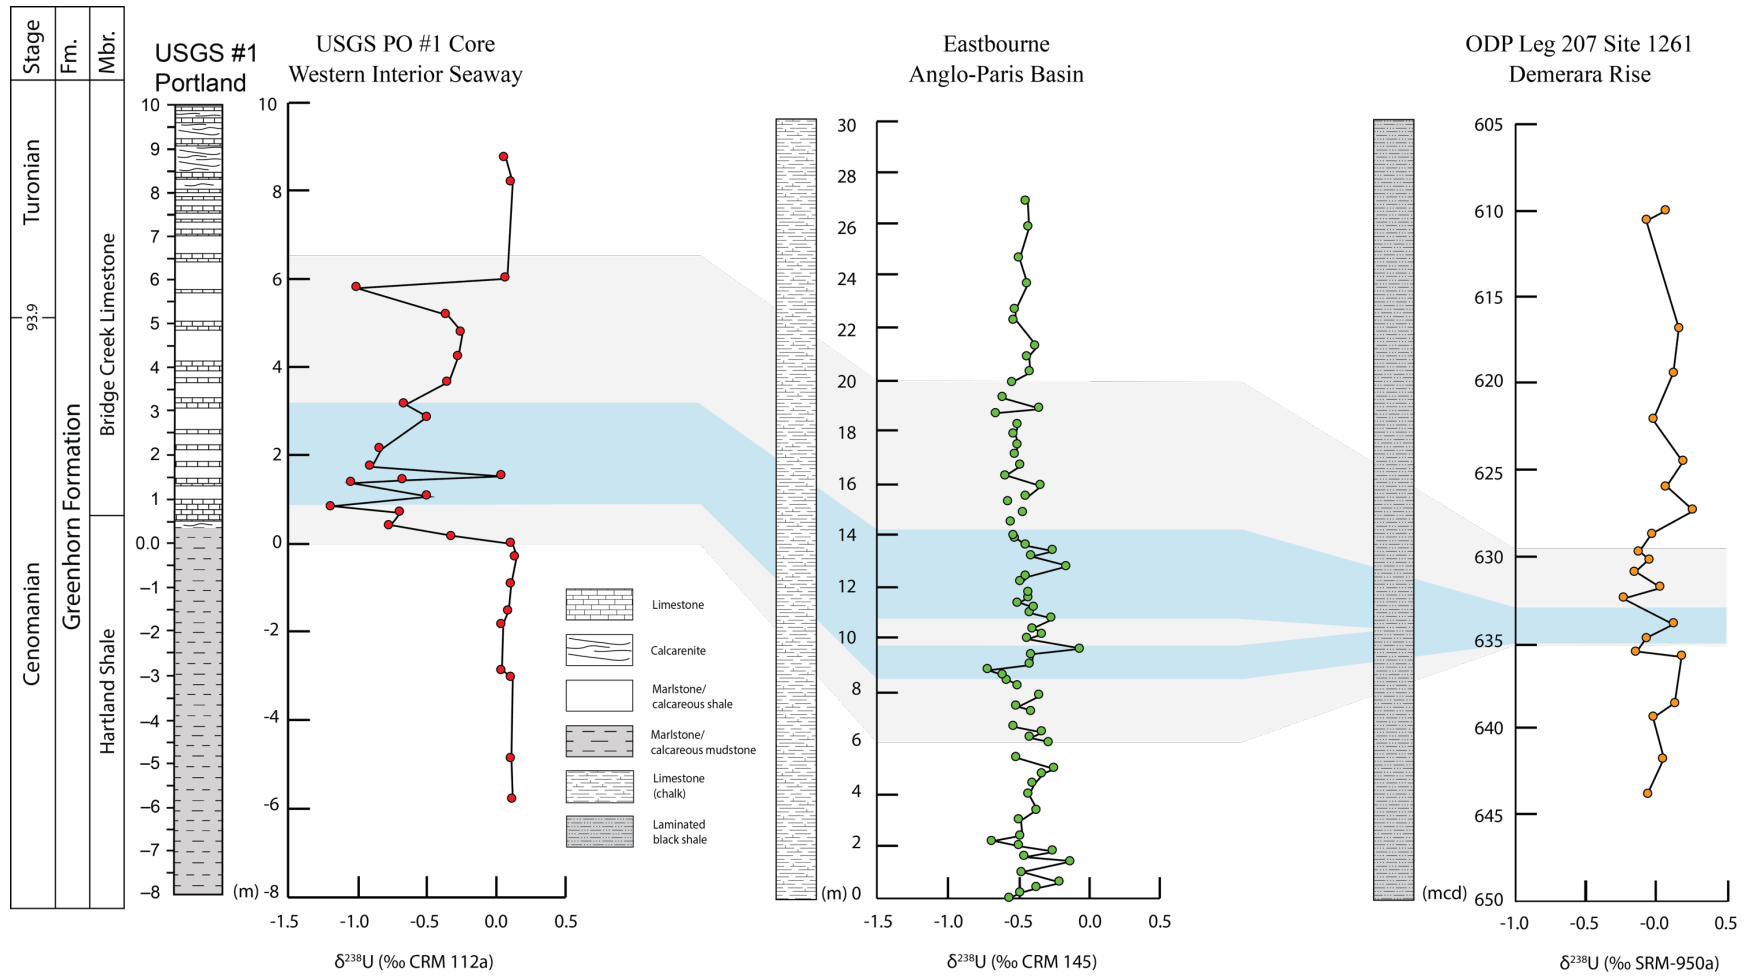 Stage
Fm.
Mbr.
USGS #1
Portland
USGS PO #1 Core
Western Interior Seaway
Eastbourne
Anglo-Paris Basin
ODP Leg 207 Site 1261
Demerara Rise
Turonian
93.9
Cenomanian
Greenhorn Formation
Bridge Creek Limestone
Hartland Shale
10
9
8
7
6
5
4
3
2
1
0.0
−1
−2
−3
−4
−5
−6
−7
−8
(m)
10
8
6
4
2
0
-2
-4
-6
-8
-1.5
-1.0
-0.5
0.0
0.5
δ²³⁸U (‰ CRM 112a)
Limestone
Calcarenite
Marlstone/
calcareous shale
Marlstone/
calcareous mudstone
Limestone
(chalk)
Laminated
black shale
(m)
30
28
26
24
22
20
18
16
14
12
10
8
6
4
2
0
-1.5
-1.0
-0.5
0.0
0.5
δ²³⁸U (‰ CRM 145)
(mcd)
605
610
615
620
625
630
635
640
645
650
-1.0
-0.5
-0.0
0.5
δ²³⁸U (‰ SRM-950a)